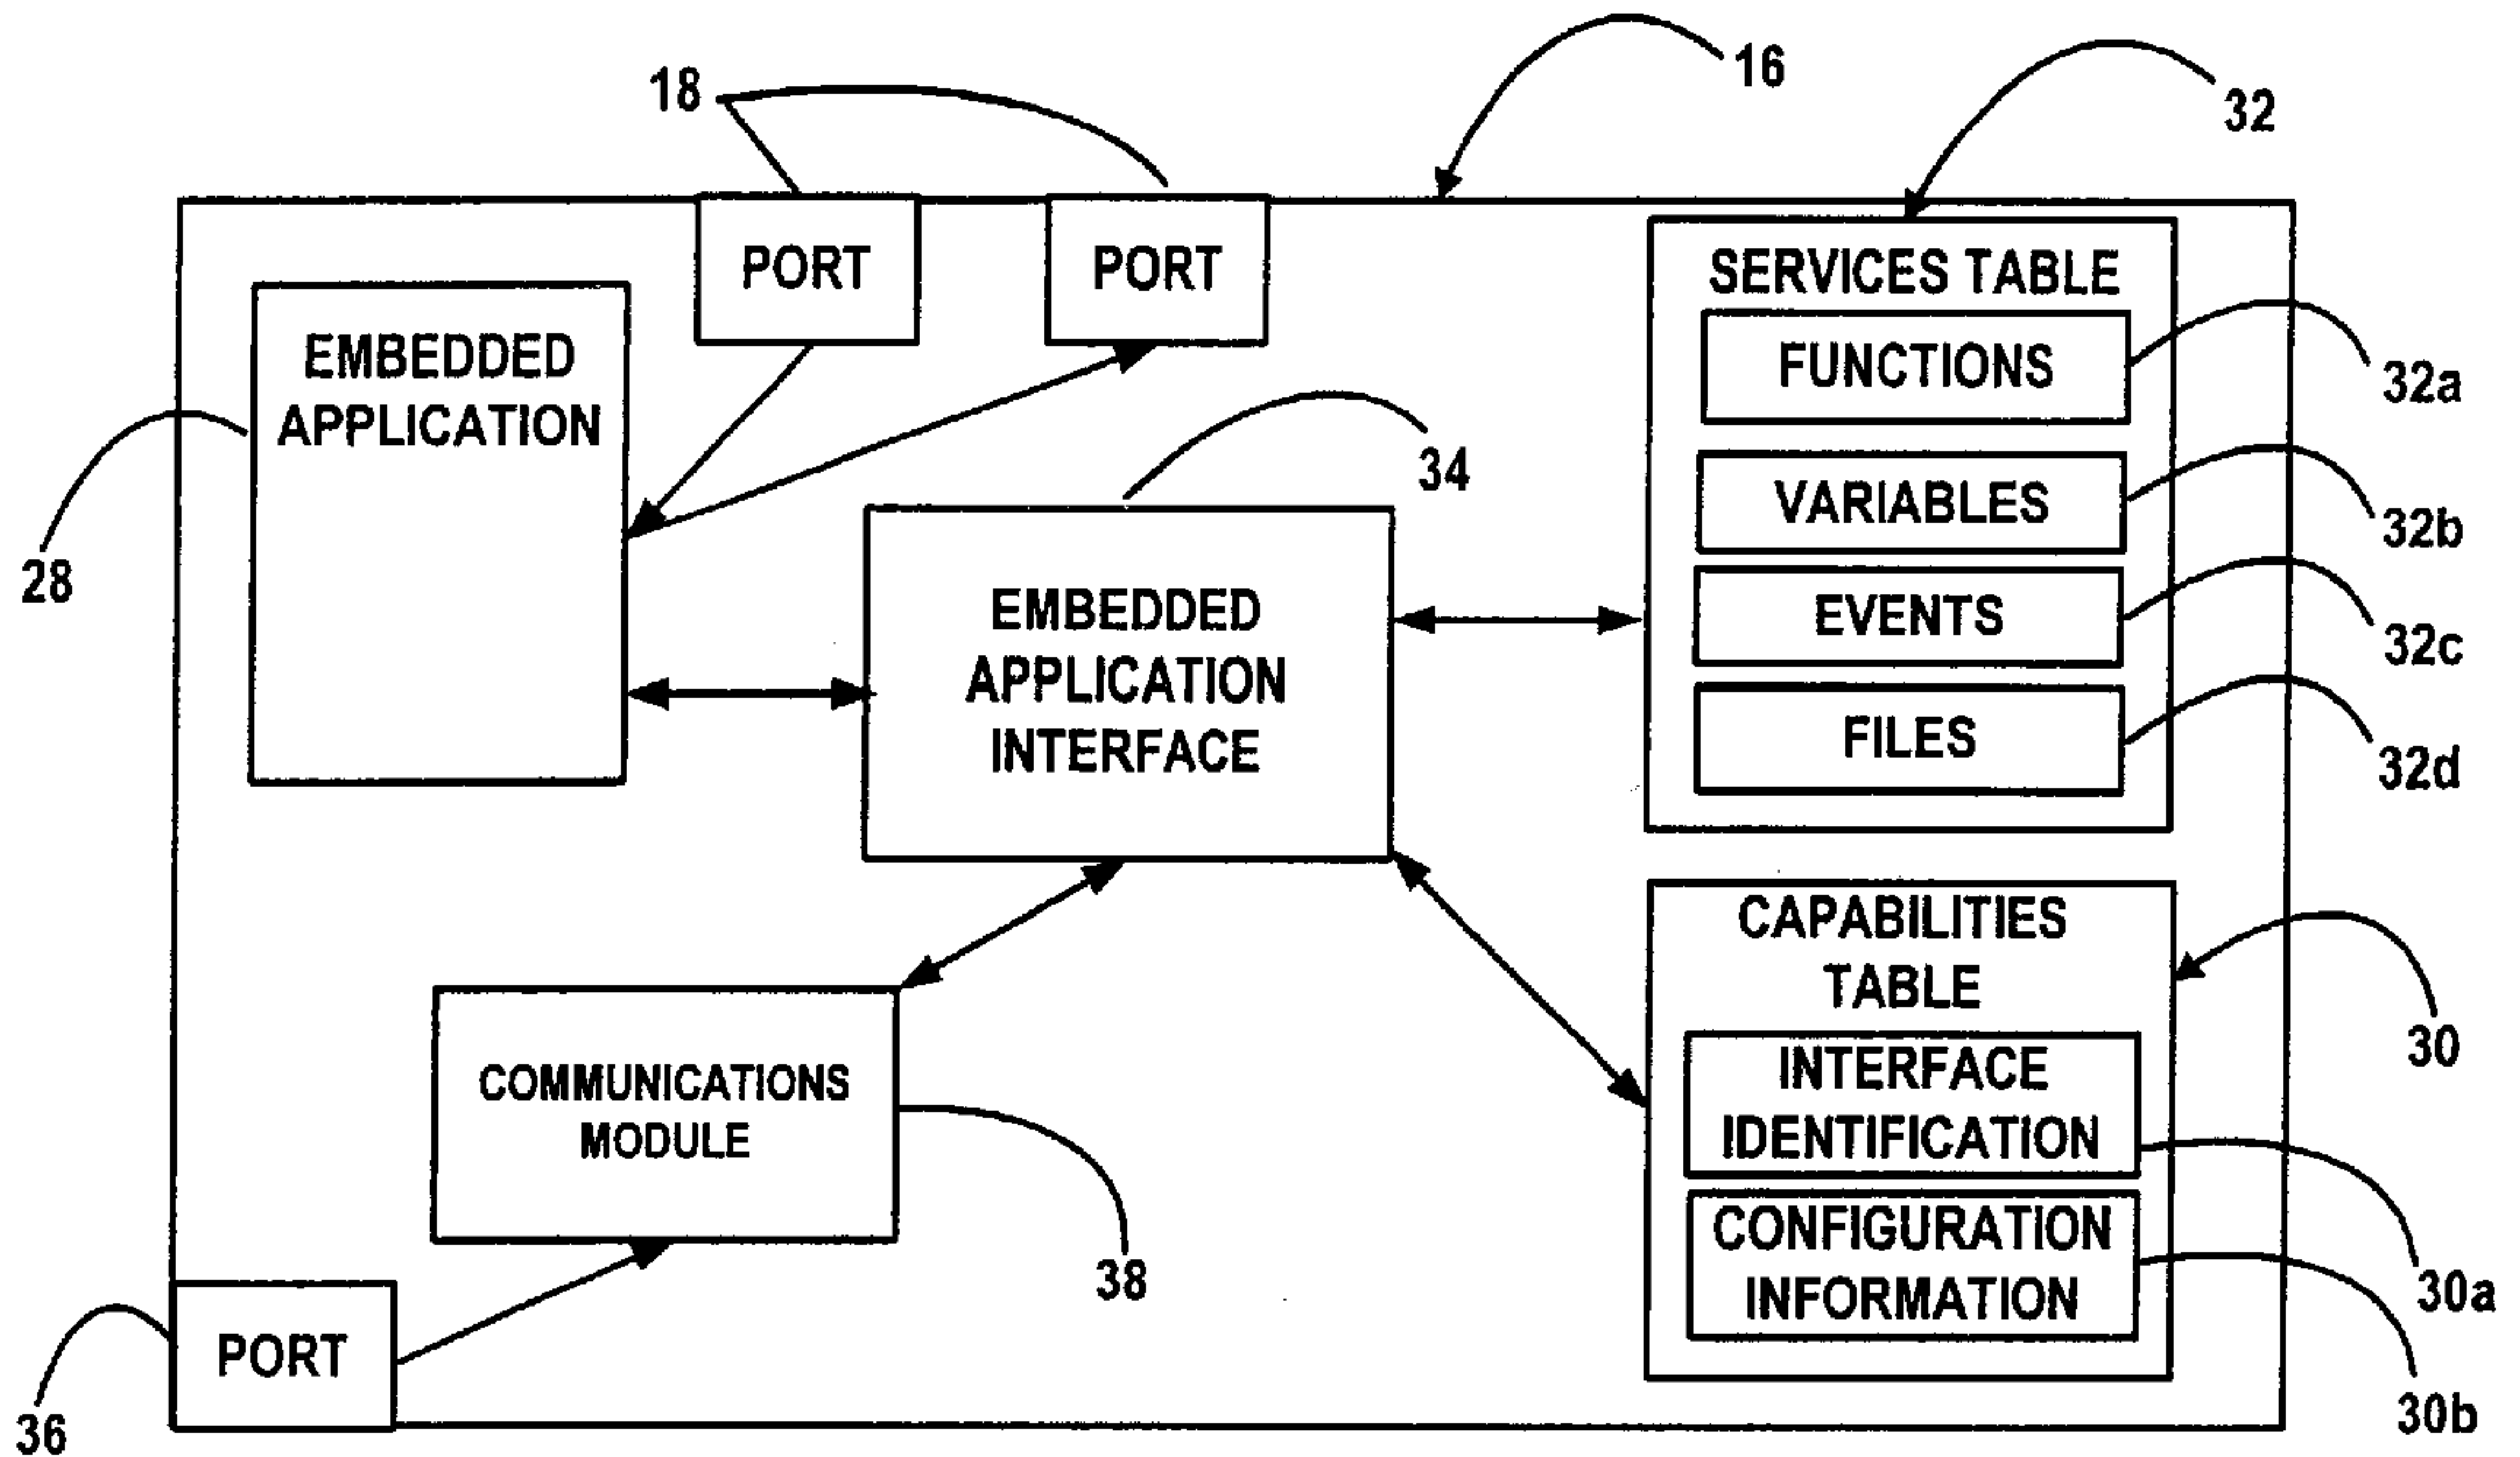 18
16
32
PORT
PORT
SERVICES TABLE
FUNCTIONS
32a
VARIABLES
32b
EVENTS
32c
FILES
32d
EMBEDDED
APPLICATION
28
34
EMBEDDED
APPLICATION
INTERFACE
CAPABILITIES
TABLE
30
INTERFACE
IDENTIFICATION
30a
CONFIGURATION
INFORMATION
30b
COMMUNICATIONS
MODULE
38
PORT
36